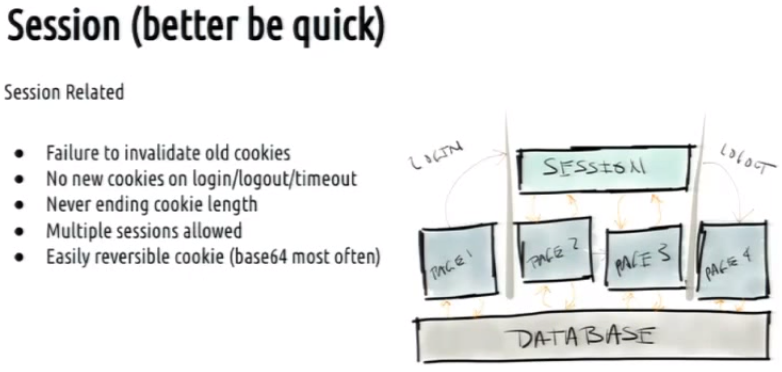 Session (better be quick)
Session Related
• Failure to invalidate old cookies
• No new cookies on login/logout/timeout
• Never ending cookie length
• Multiple sessions allowed
• Easily reversible cookie (base64 most often)
LOGIN
SESSION
LOGOUT
PAGE 1
PAGE 2
PAGE 3
PAGE 4
DATABASE